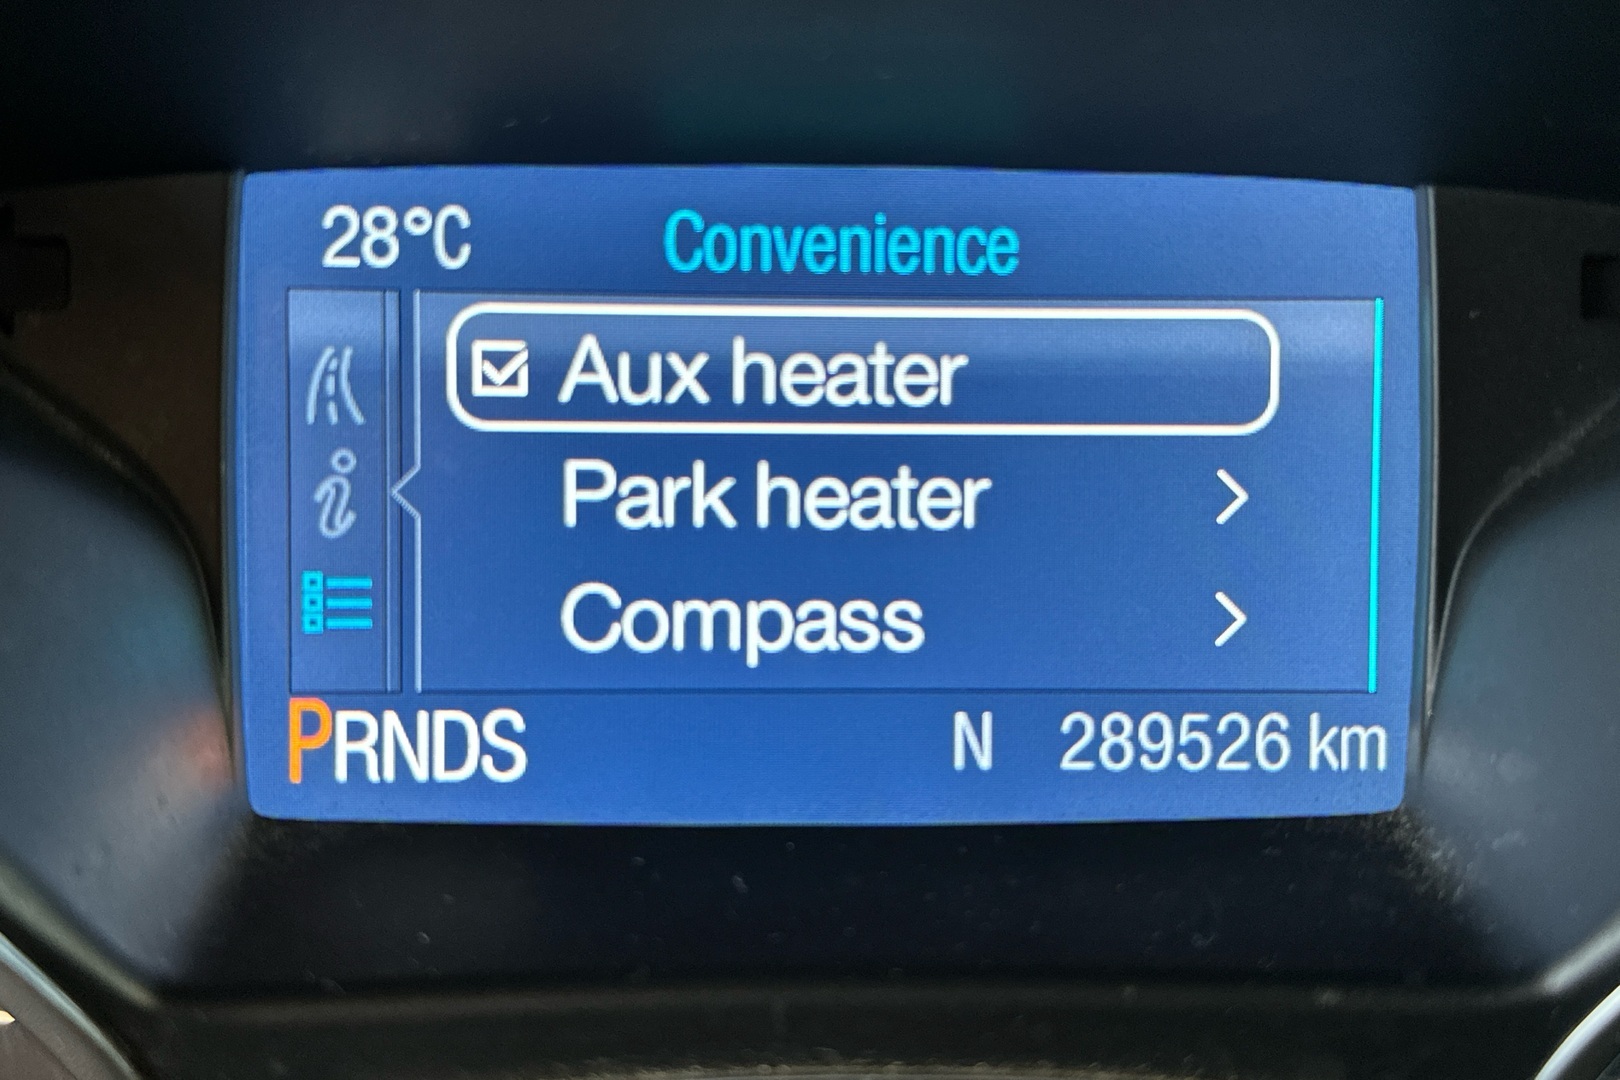 28°C Convenience
Aux heater
Park heater
Compass
PRNDS N 289526 km